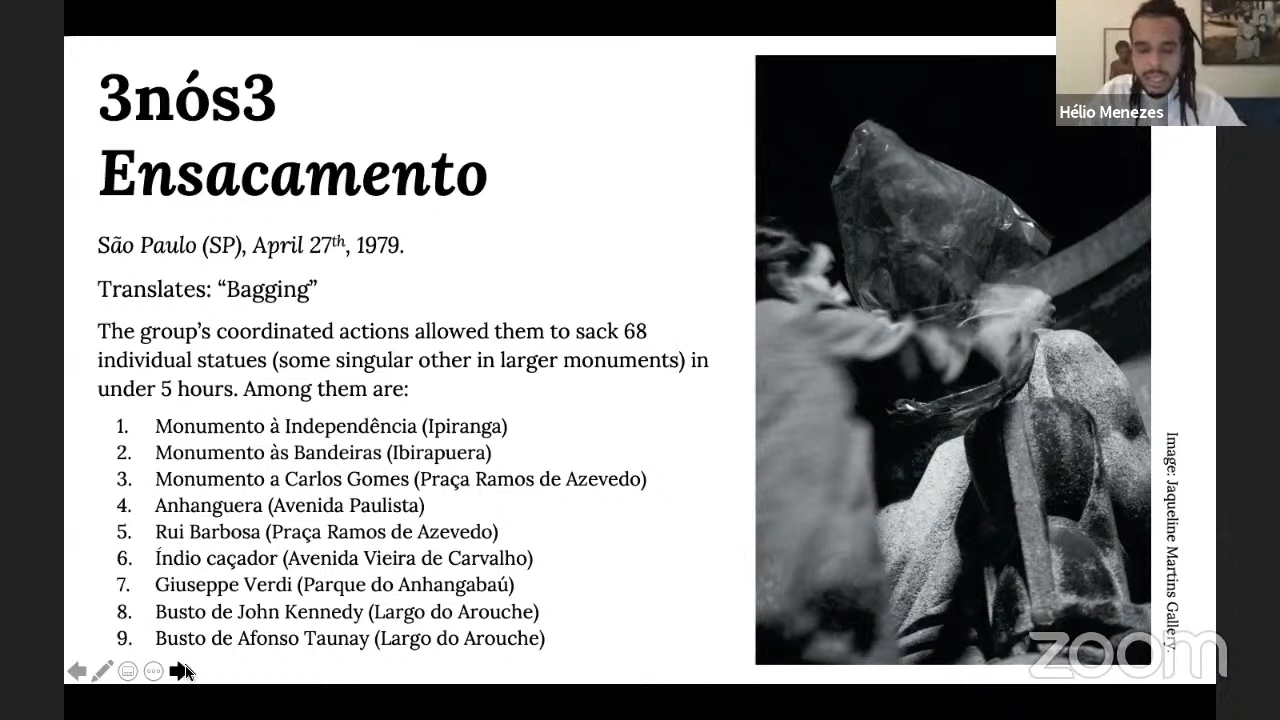 3nós3
Ensacamento
São Paulo (SP), April 27th, 1979.
Translates: “Bagging”
The group’s coordinated actions allowed them to sack 68
individual statues (some singular other in larger monuments) in
under 5 hours. Among them are:
1. Monumento à Independência (Ipiranga)
2. Monumento às Bandeiras (Ibirapuera)
3. Monumento a Carlos Gomes (Praça Ramos de Azevedo)
4. Anhanguera (Avenida Paulista)
5. Rui Barbosa (Praça Ramos de Azevedo)
6. Índio caçador (Avenida Vieira de Carvalho)
7. Giuseppe Verdi (Parque do Anhangabaú)
8. Busto de John Kennedy (Largo do Arouche)
9. Busto de Afonso Taunay (Largo do Arouche)
Hélio Menezes
Image: Jaqueline Martins Gallery.
zoom